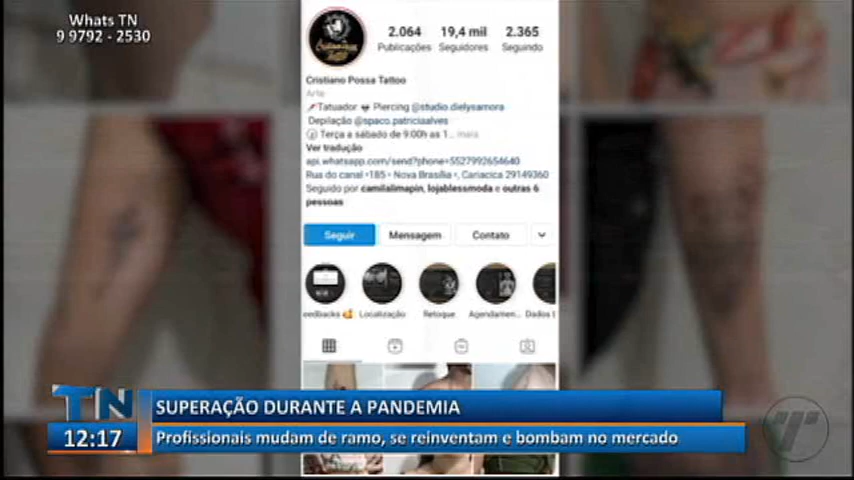 Whats TN
9 9792 - 2530
2.064
Publicações
19,4 mil
Seguidores
2.365
Seguindo
Cristiano Possa Tattoo
Arte
Tatuador Piercing @studio.dielysamora
Depilação @spaco.patriciaalves
Terça a sábado de 9:00h as 1... mais
Ver tradução
api.whatsapp.com/send?phone=5527992654640
Rua do canal •185 • Nova Brasília •, Cariacica 29149360
Seguido por camilalimapin, lojablessmoda e outras 6
pessoas
Seguir
Mensagem
Contato
eedbacks
Localização
Retoque
Agendamen...
Dados
TN
12:17
SUPERAÇÃO DURANTE A PANDEMIA
Profissionais mudam de ramo, se reinventam e bombam no mercado